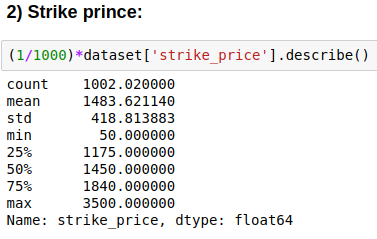 2) Strike prince:
(1/1000)*dataset['strike_price'].describe()
count 1002.020000
mean 1483.621140
std 418.813883
min 50.000000
25% 1175.000000
50% 1450.000000
75% 1840.000000
max 3500.000000
Name: strike_price, dtype: float64